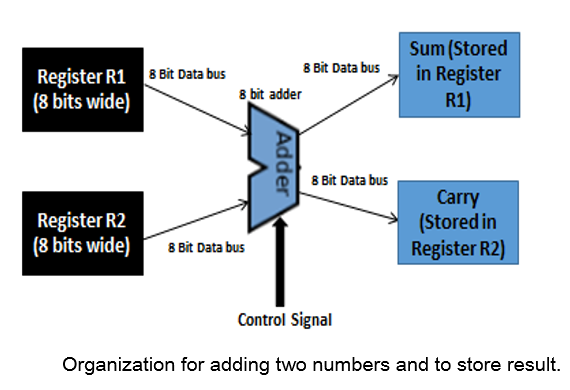 Register R1
(8 bits wide)
8 Bit Data bus
8 bit adder
8 Bit Data bus
Sum (Stored
in Register
R1)
Adder
Register R2
(8 bits wide)
8 Bit Data bus
8 Bit Data bus
Carry
(Stored in
Register R2)
Control Signal
Organization for adding two numbers and to store result.